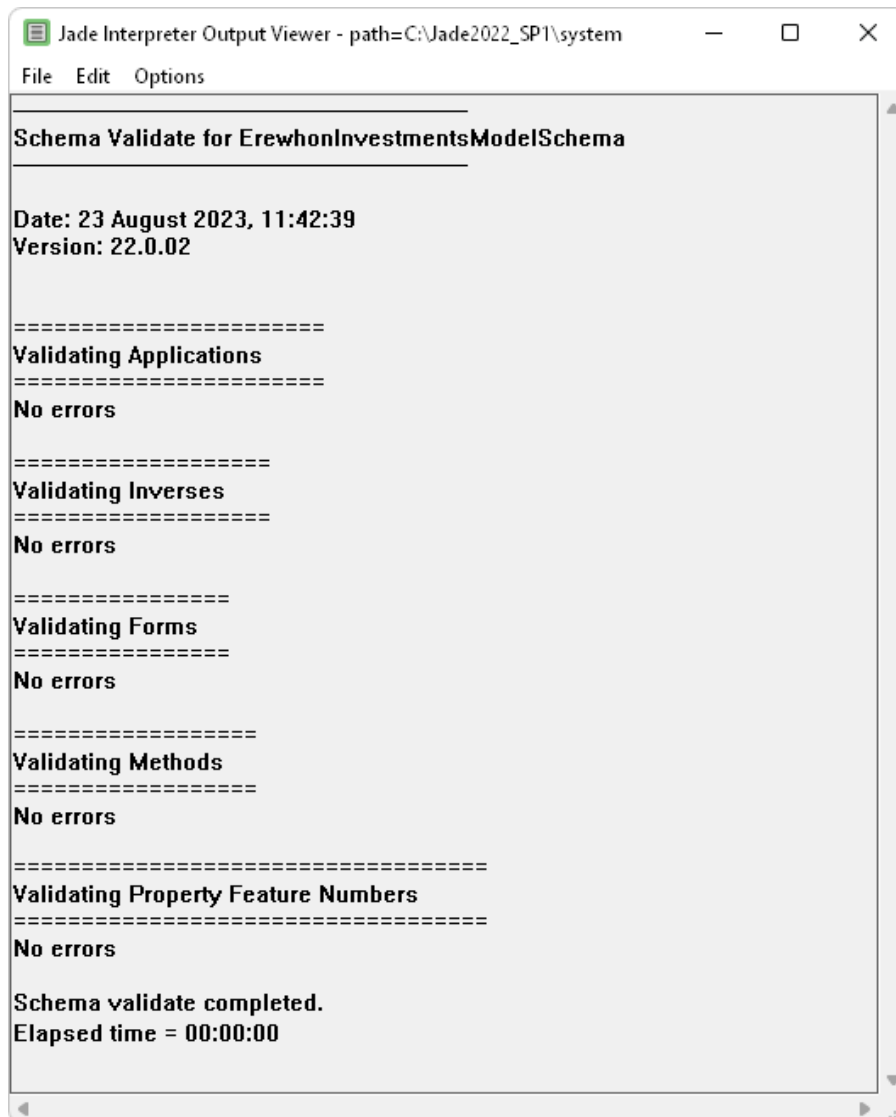 Jade Interpreter Output Viewer - path=C:\Jade2022_SP1\system
File Edit Options
Schema Validate for ErewhonInvestmentsModelSchema
Date: 23 August 2023, 11:42:39
Version: 22.0.02
=======================
Validating Applications
=======================
No errors
===================
Validating Inverses
===================
No errors
================
Validating Forms
================
No errors
==================
Validating Methods
==================
No errors
===================================
Validating Property Feature Numbers
===================================
No errors
Schema validate completed.
Elapsed time = 00:00:00